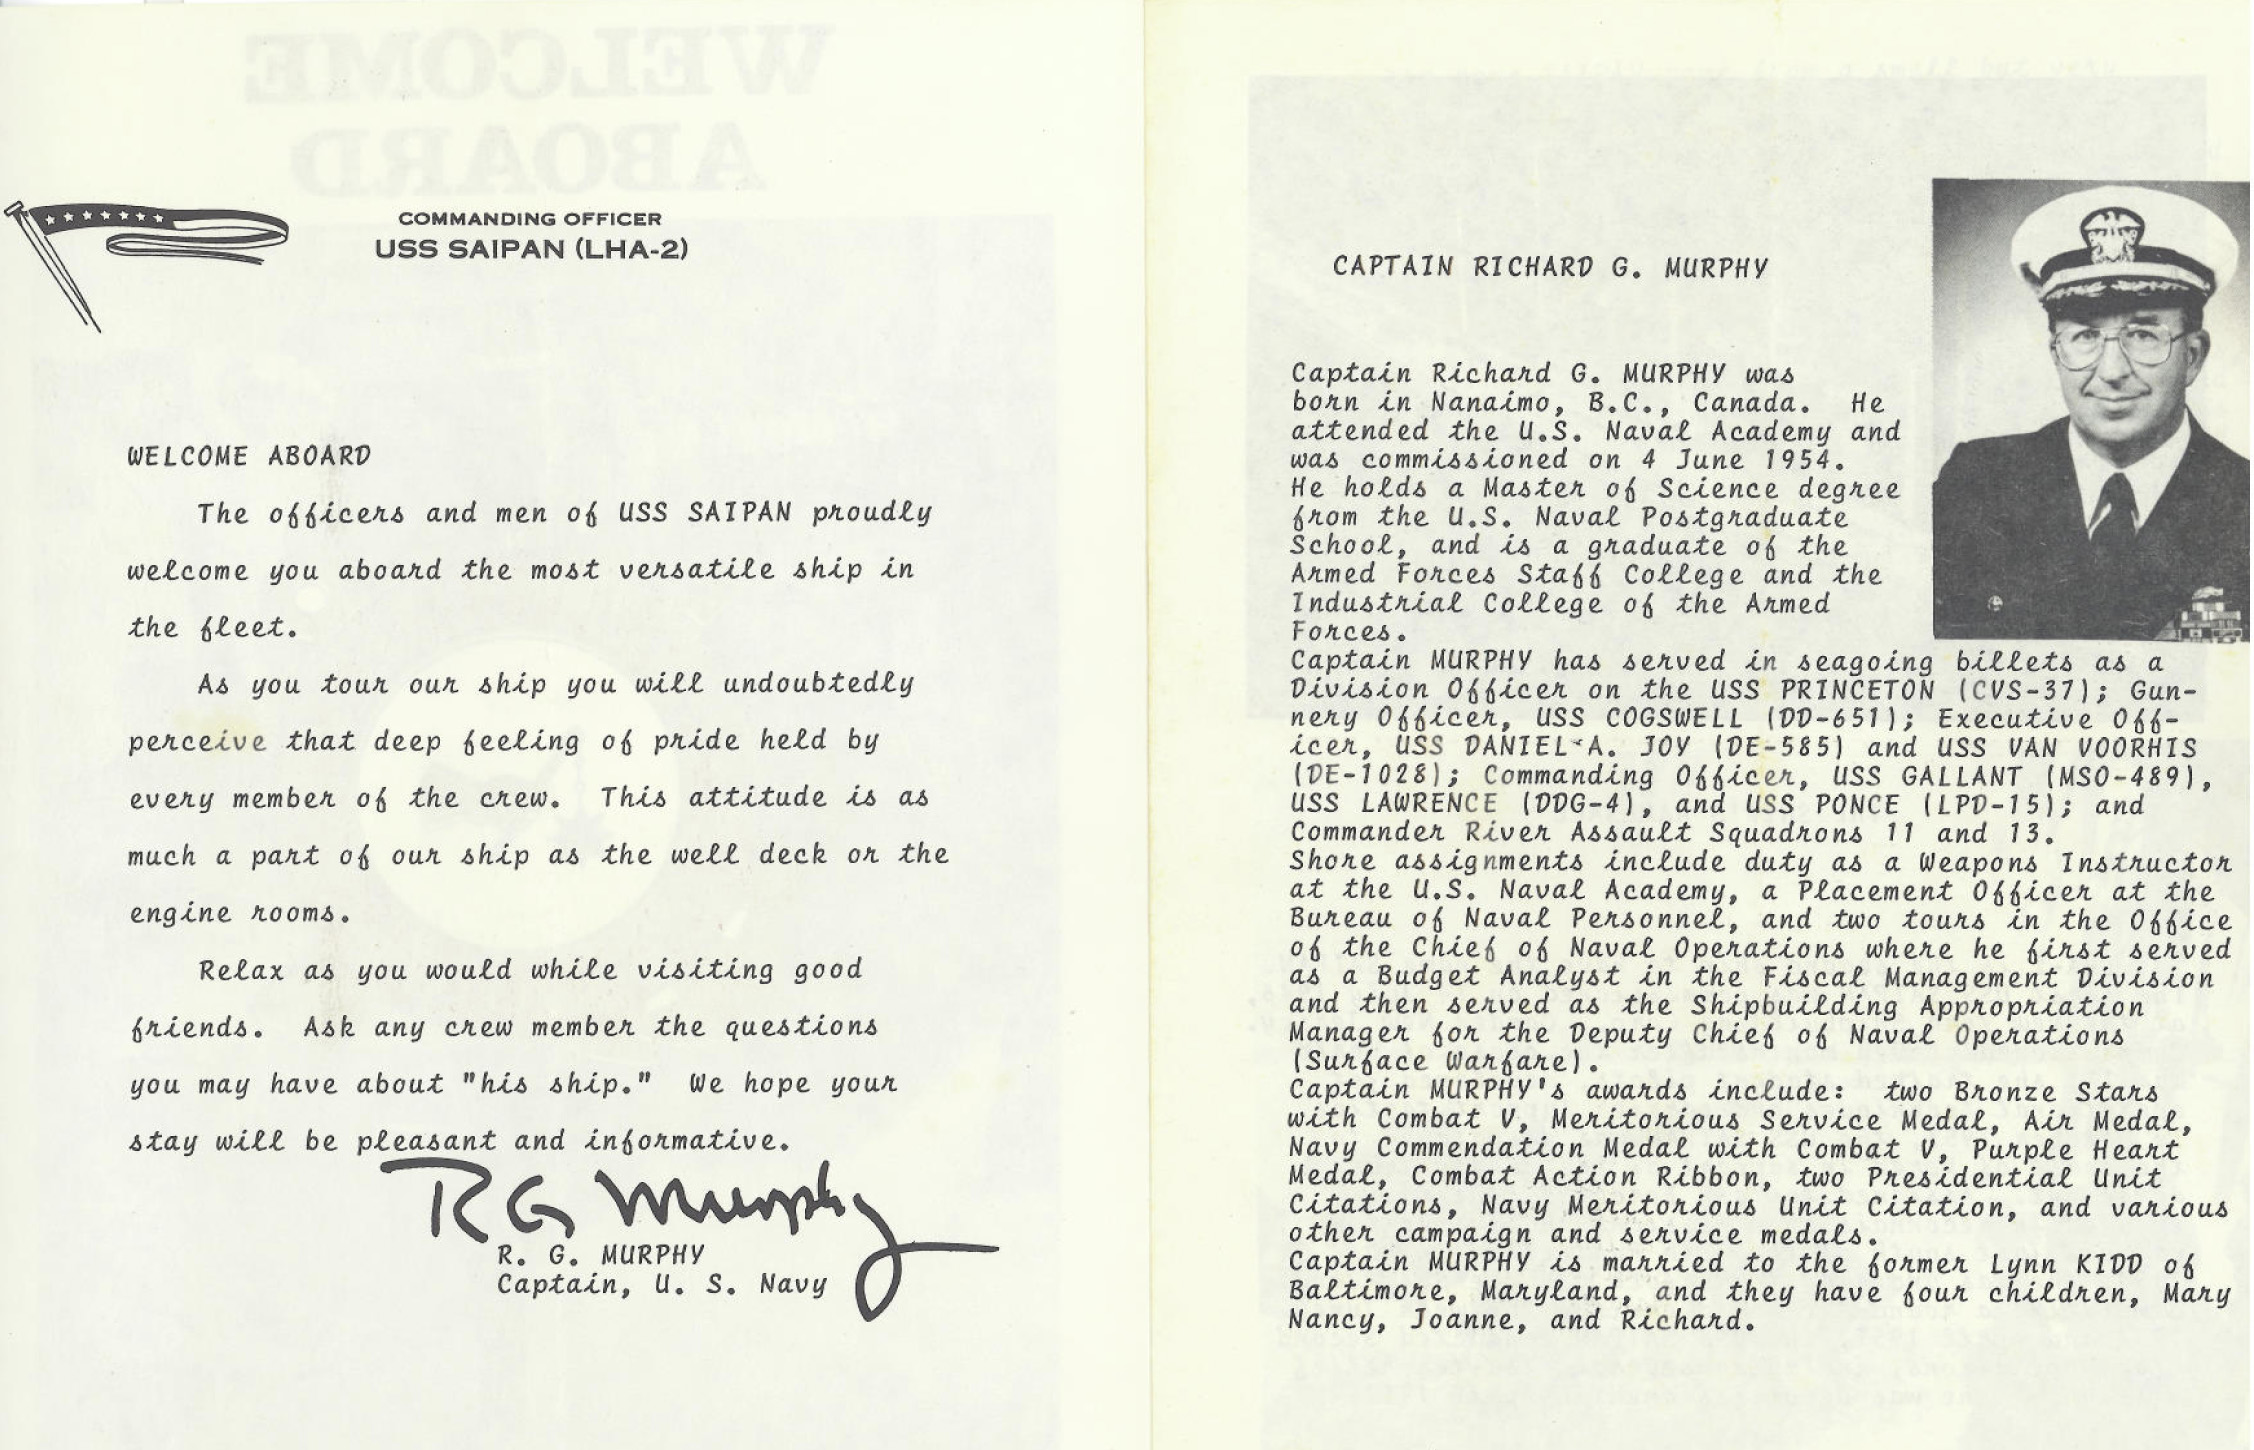 WELCOME
ABOARD
COMMANDING OFFICER
USS SAIPAN (LHA-2)
WELCOME ABOARD
The officers and men of USS SAIPAN proudly
welcome you aboard the most versatile ship in
the fleet.
As you tour our ship you will undoubtedly
perceive that deep feeling of pride held by
every member of the crew. This attitude is as
much a part of our ship as the well deck or the
engine rooms.
Relax as you would while visiting good
friends. Ask any crew member the questions
you may have about "his ship." We hope your
stay will be pleasant and informative.
RG Murphy
R. G. MURPHY
Captain, U. S. Navy
CAPTAIN RICHARD G. MURPHY
Captain Richard G. MURPHY was
born in Nanaimo, B.C., Canada. He
attended the U.S. Naval Academy and
was commissioned on 4 June 1954.
He holds a Master of Science degree
from the U.S. Naval Postgraduate
School, and is a graduate of the
Armed Forces Staff College and the
Industrial College of the Armed
Forces.
Captain MURPHY has served in seagoing billets as a
Division Officer on the USS PRINCETON (CVS-37); Gun-
nery Officer, USS COGSWELL (DD-651); Executive Off-
icer, USS DANIEL A. JOY (DE-585) and USS VAN VOORHIS
(DE-1028); Commanding Officer, USS GALLANT (MSO-489),
USS LAWRENCE (DDG-4), and USS PONCE (LPD-15); and
Commander River Assault Squadrons 11 and 13.
Shore assignments include duty as a Weapons Instructor
at the U.S. Naval Academy, a Placement Officer at the
Bureau of Naval Personnel, and two tours in the Office
of the Chief of Naval Operations where he first served
as a Budget Analyst in the Fiscal Management Division
and then served as the Shipbuilding Appropriation
Manager for the Deputy Chief of Naval Operations
(Surface Warfare).
Captain MURPHY's awards include: two Bronze Stars
with Combat V, Meritorious Service Medal, Air Medal,
Navy Commendation Medal with Combat V, Purple Heart
Medal, Combat Action Ribbon, two Presidential Unit
Citations, Navy Meritorious Unit Citation, and various
other campaign and service medals.
Captain MURPHY is married to the former Lynn KIDD of
Baltimore, Maryland, and they have four children, Mary
Nancy, Joanne, and Richard.